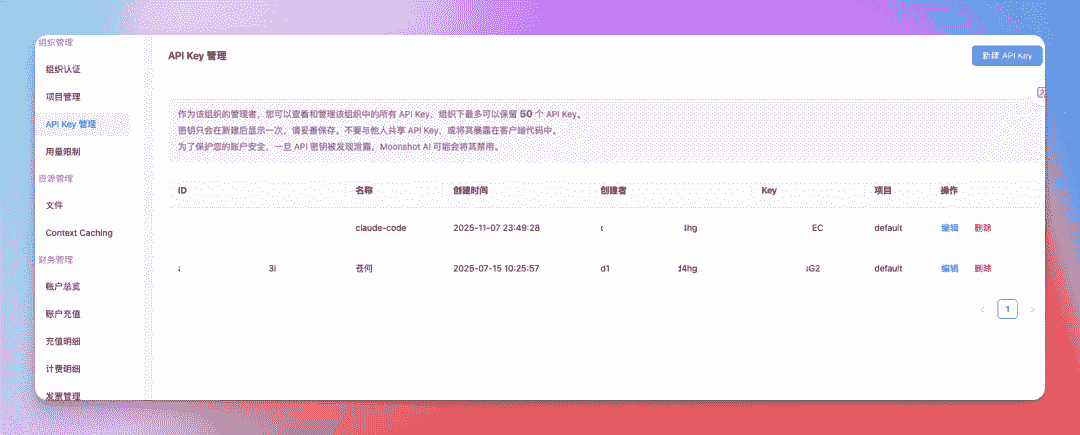 组织管理
组织认证
项目管理
API Key 管理
用量限制
资源管理
文件
Context Caching
财务管理
账户总览
账户充值
充值明细
计费明细
发票管理
API Key 管理
新建 API Key
作为该组织的管理者，您可以查看和管理该组织中的所有 API Key，组织下最多可以保留 50 个 API Key。
密钥只会在新建后显示一次，请妥善保存。不要与他人共享 API Key，或将其暴露在客户端代码中。
为了保护您的账户安全，一旦 API 密钥被发现泄露，Moonshot AI 可能会将其禁用。
ID 名称 创建时间 创建者 Key 项目 操作
claude-code 2025-11-07 23:49:28 4hg EC default 编辑 删除
3i 苍何 2025-07-15 10:25:57 d1 d4hg G2 default 编辑 删除
1